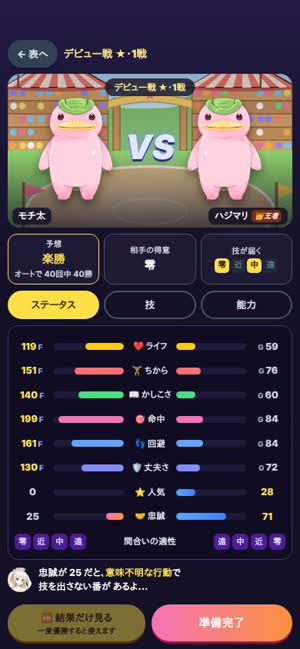 ← 表へ
デビュー戦 ★・1戦
デビュー戦 ★・1戦
VS
モチ太
ハジマリ 👑王者
予想
楽勝
オートで 40回中 40勝
相手の得意
零
技が届く
零 近 中 遠
ステータス
技
能力
119 F ❤️ ライフ G 59
151 F 🏋️ ちから G 76
140 F 📖 かしこさ G 60
199 F 🎯 命中 G 84
161 F 👣 回避 G 84
130 F 🛡️ 丈夫さ G 72
0 ⭐ 人気 28
25 🤝 忠誠 71
零 近 中 遠 間合いの適性 遠 中 近 零
忠誠が 25 だと、意味不明な行動で
技を出さない番が あるよ…
結果だけ見る
一度優勝すると使えます
準備完了